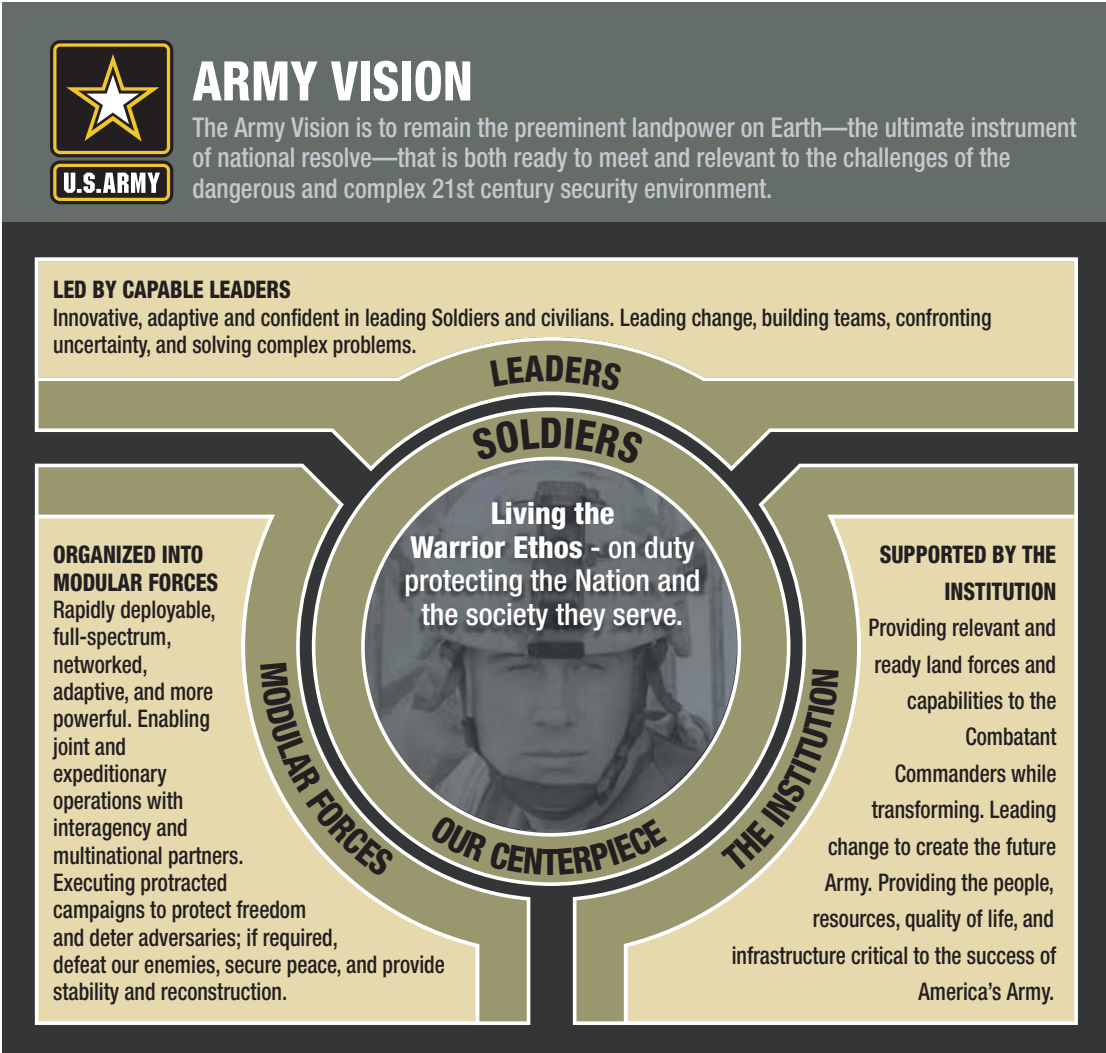 U.S.ARMY
ARMY VISION
The Army Vision is to remain the preeminent landpower on Earth—the ultimate instrument
of national resolve—that is both ready to meet and relevant to the challenges of the
dangerous and complex 21st century security environment.
LED BY CAPABLE LEADERS
Innovative, adaptive and confident in leading Soldiers and civilians. Leading change, building teams, confronting
uncertainty, and solving complex problems.
LEADERS
SOLDIERS
Living the
Warrior Ethos - on duty
protecting the Nation and
the society they serve.
OUR CENTERPIECE
ORGANIZED INTO
MODULAR FORCES
Rapidly deployable,
full-spectrum,
networked,
adaptive, and more
powerful. Enabling
joint and
expeditionary
operations with
interagency and
multinational partners.
Executing protracted
campaigns to protect freedom
and deter adversaries; if required,
defeat our enemies, secure peace, and provide
stability and reconstruction.
MODULAR FORCES
THE INSTITUTION
SUPPORTED BY THE
INSTITUTION
Providing relevant and
ready land forces and
capabilities to the
Combatant
Commanders while
transforming. Leading
change to create the future
Army. Providing the people,
resources, quality of life, and
infrastructure critical to the success of
America's Army.